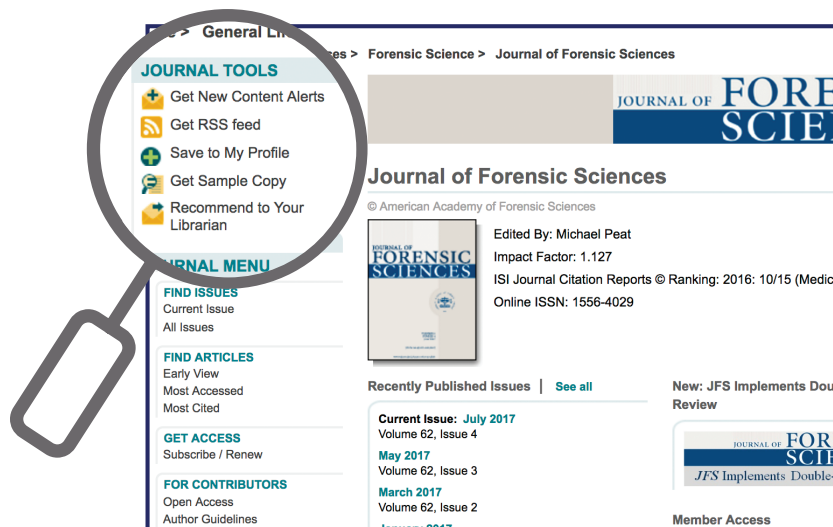 General
Forensic Science > Journal of Forensic Sciences
JOURNAL TOOLS
Get New Content Alerts
Get RSS feed
Save to My Profile
Get Sample Copy
Recommend to Your
Librarian
JOURNAL MENU
FIND ISSUES
Current Issue
All Issues
FIND ARTICLES
Early View
Most Accessed
Most Cited
GET ACCESS
Subscribe / Renew
FOR CONTRIBUTORS
Open Access
Author Guidelines
JOURNAL OF FORE
SCIE
Journal of Forensic Sciences
© American Academy of Forensic Sciences
JOURNAL OF
FORENSIC
SCIENCES
Edited By: Michael Peat
Impact Factor: 1.127
ISI Journal Citation Reports © Ranking: 2016: 10/15 (Medic
Online ISSN: 1556-4029
Recently Published Issues | See all
Current Issue: July 2017
Volume 62, Issue 4
May 2017
Volume 62, Issue 3
March 2017
Volume 62, Issue 2
January 2017
New: JFS Implements Dou
Review
JOURNAL OF FOR
SCIE
JFS Implements Double-
Member Access